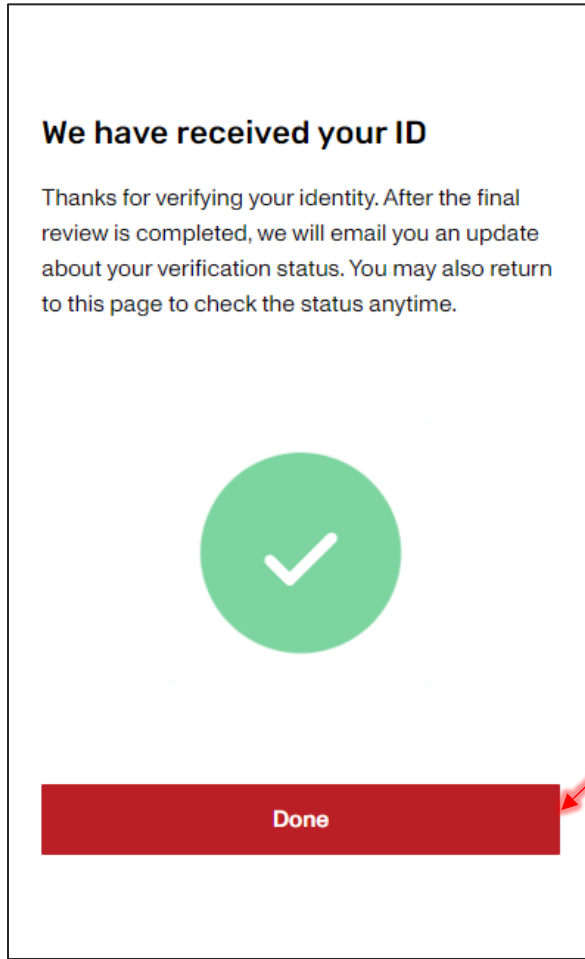 We have received your ID
Thanks for verifying your identity. After the final
review is completed, we will email you an update
about your verification status. You may also return
to this page to check the status anytime.
Done